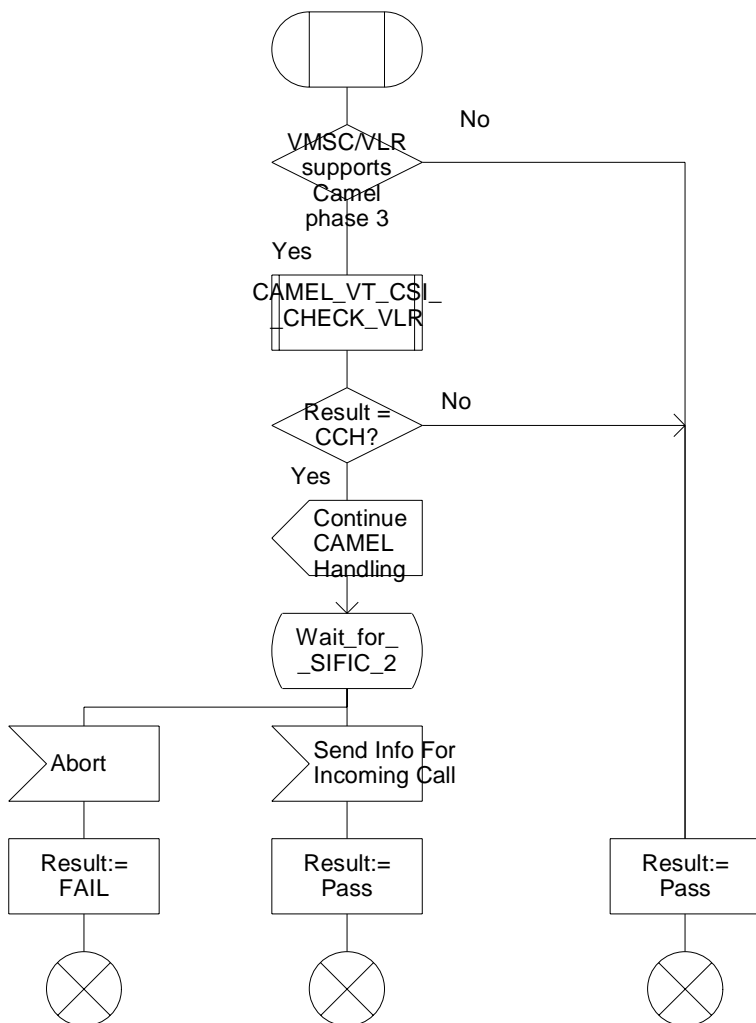 No
VMSC/VLR
supports
Camel
phase 3
Yes
CAMEL_VT_CSI_
_CHECK_VLR
Result =
CCH?
No
Yes
Continue
CAMEL
Handling
Wait_for_
_SIFIC_2
Abort
Send Info For
Incoming Call
Result:=
FAIL
Result:=
Pass
Result:=
Pass